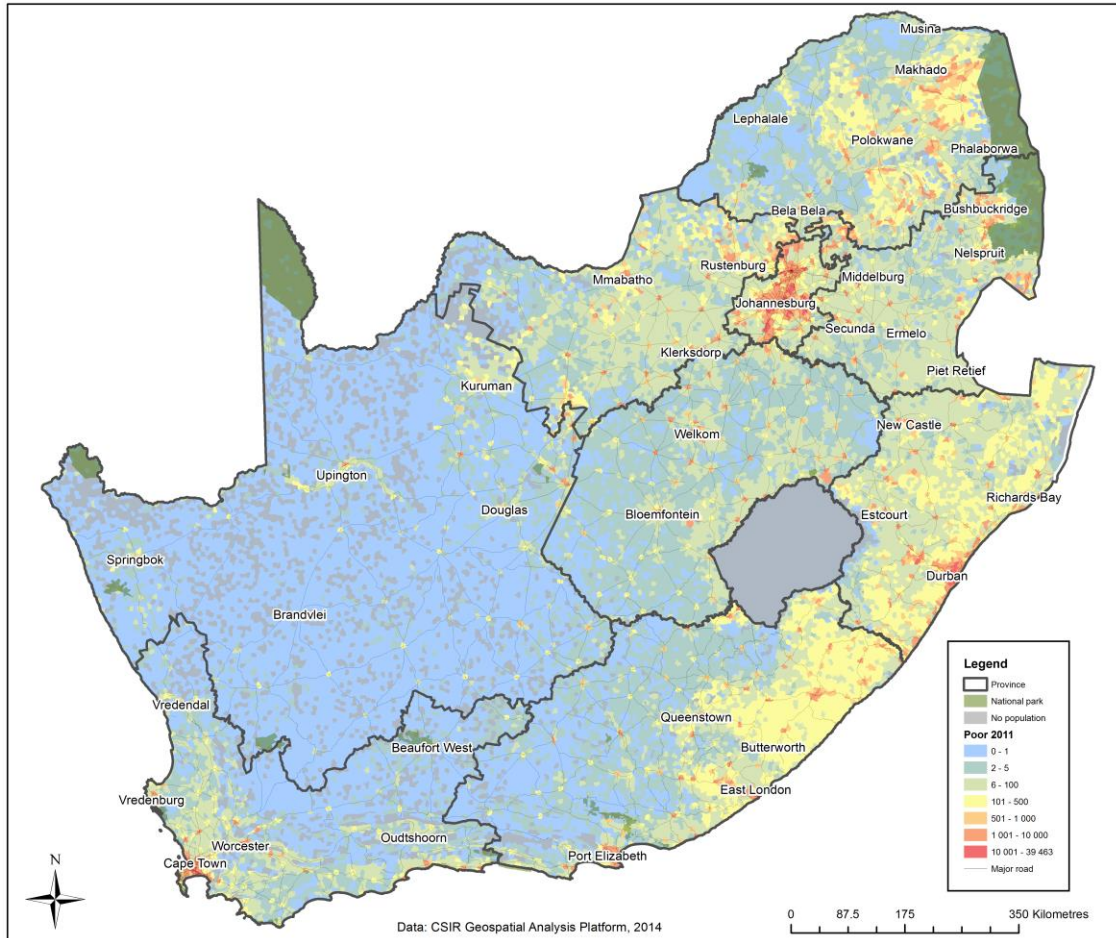 Musina
Makhado
Lephalale
Polokwane
Phalaborwa
Bela Bela
Bushbuckridge
Nelspruit
Rustenburg
Mmabatho
Middelburg
Johannesburg
Secunda
Ermelo
Klerksdorp
Piet Retief
Kuruman
New Castle
Welkom
Upington
Richards Bay
Douglas
Bloemfontein
Estcourt
Springbok
Durban
Brandvlei
Vredendal
Queenstown
Beaufort West
Butterworth
East London
Vredenburg
Oudtshoorn
Worcester
Port Elizabeth
Cape Town
Legend
Province
National park
No population
Poor 2011
0 - 1
2 - 5
6 - 100
101 - 500
501 - 1 000
1 001 - 10 000
10 001 - 39 463
Major road
N
Data: CSIR Geospatial Analysis Platform, 2014
0 87.5 175 350 Kilometres